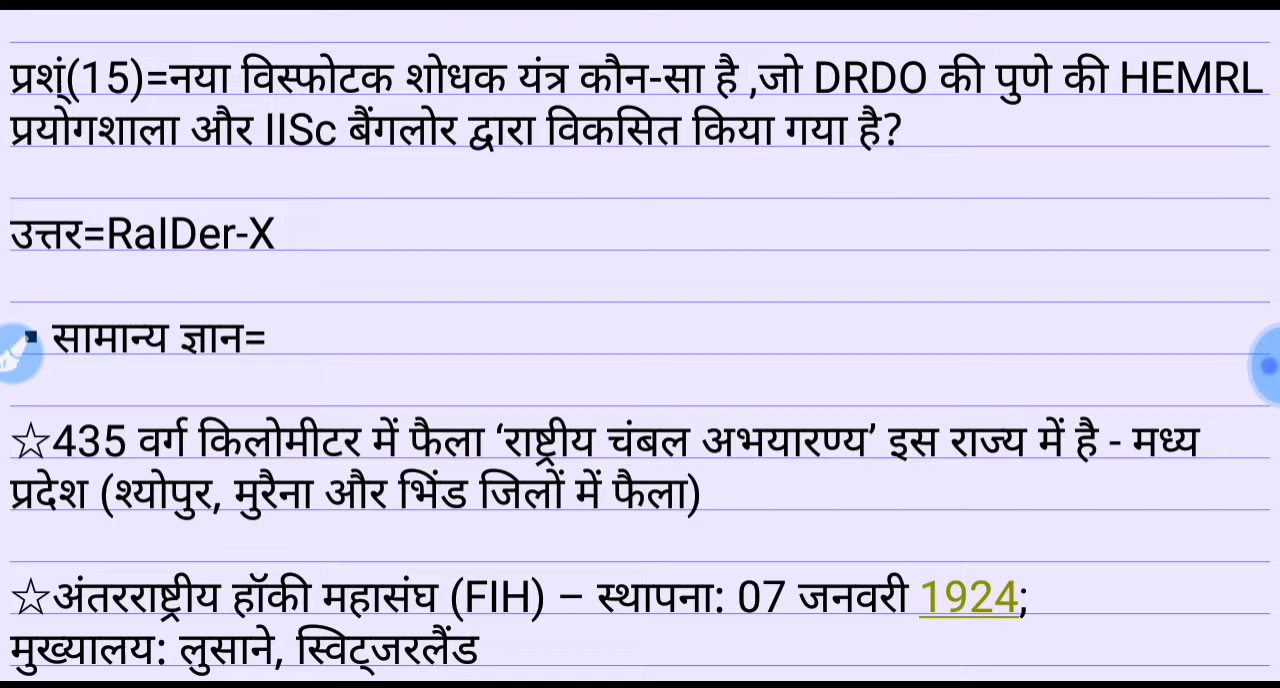 प्रशं्(15)=नया विस्फोटक शोधक यंत्र कौन-सा है ,जो DRDO की पुणे की HEMRL
प्रयोगशाला और IISc बैंगलोर द्वारा विकसित किया गया है?
उत्तर=RaIDer-X
▪ सामान्य ज्ञान=
☆435 वर्ग किलोमीटर में फैला ‘राष्ट्रीय चंबल अभयारण्य’ इस राज्य में है - मध्य
प्रदेश (श्योपुर, मुरैना और भिंड जिलों में फैला)
☆अंतरराष्ट्रीय हॉकी महासंघ (FIH) – स्थापना: 07 जनवरी 1924;
मुख्यालय: लुसाने, स्विट्जरलैंड